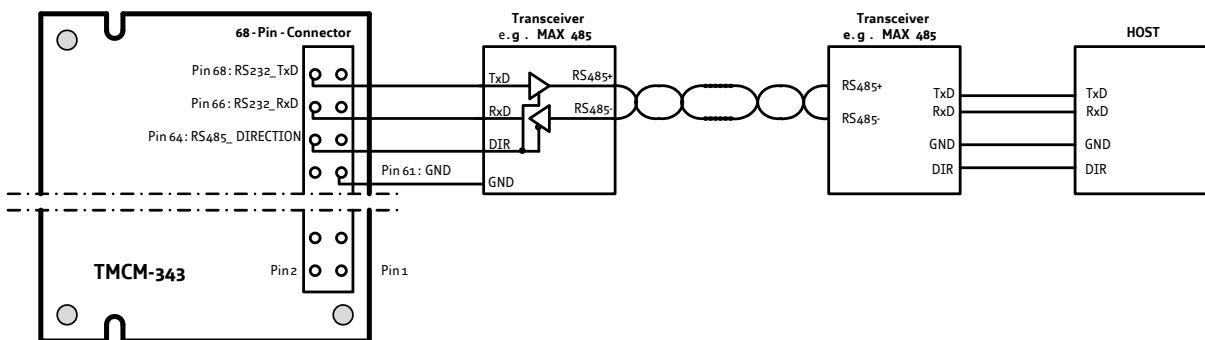 68-Pin-Connector
Pin 68: RS232_TxD
Pin 66: RS232_RxD
Pin 64: RS485_ DIRECTION
Pin 61: GND
TMCM-343
Pin 2
Pin 1
Transceiver
e.g. MAX 485
TxD
RxD
DIR
GND
RS485+
RS485-
Transceiver
e.g. MAX 485
RS485+
RS485-
TxD
RxD
GND
DIR
HOST
TxD
RxD
GND
DIR